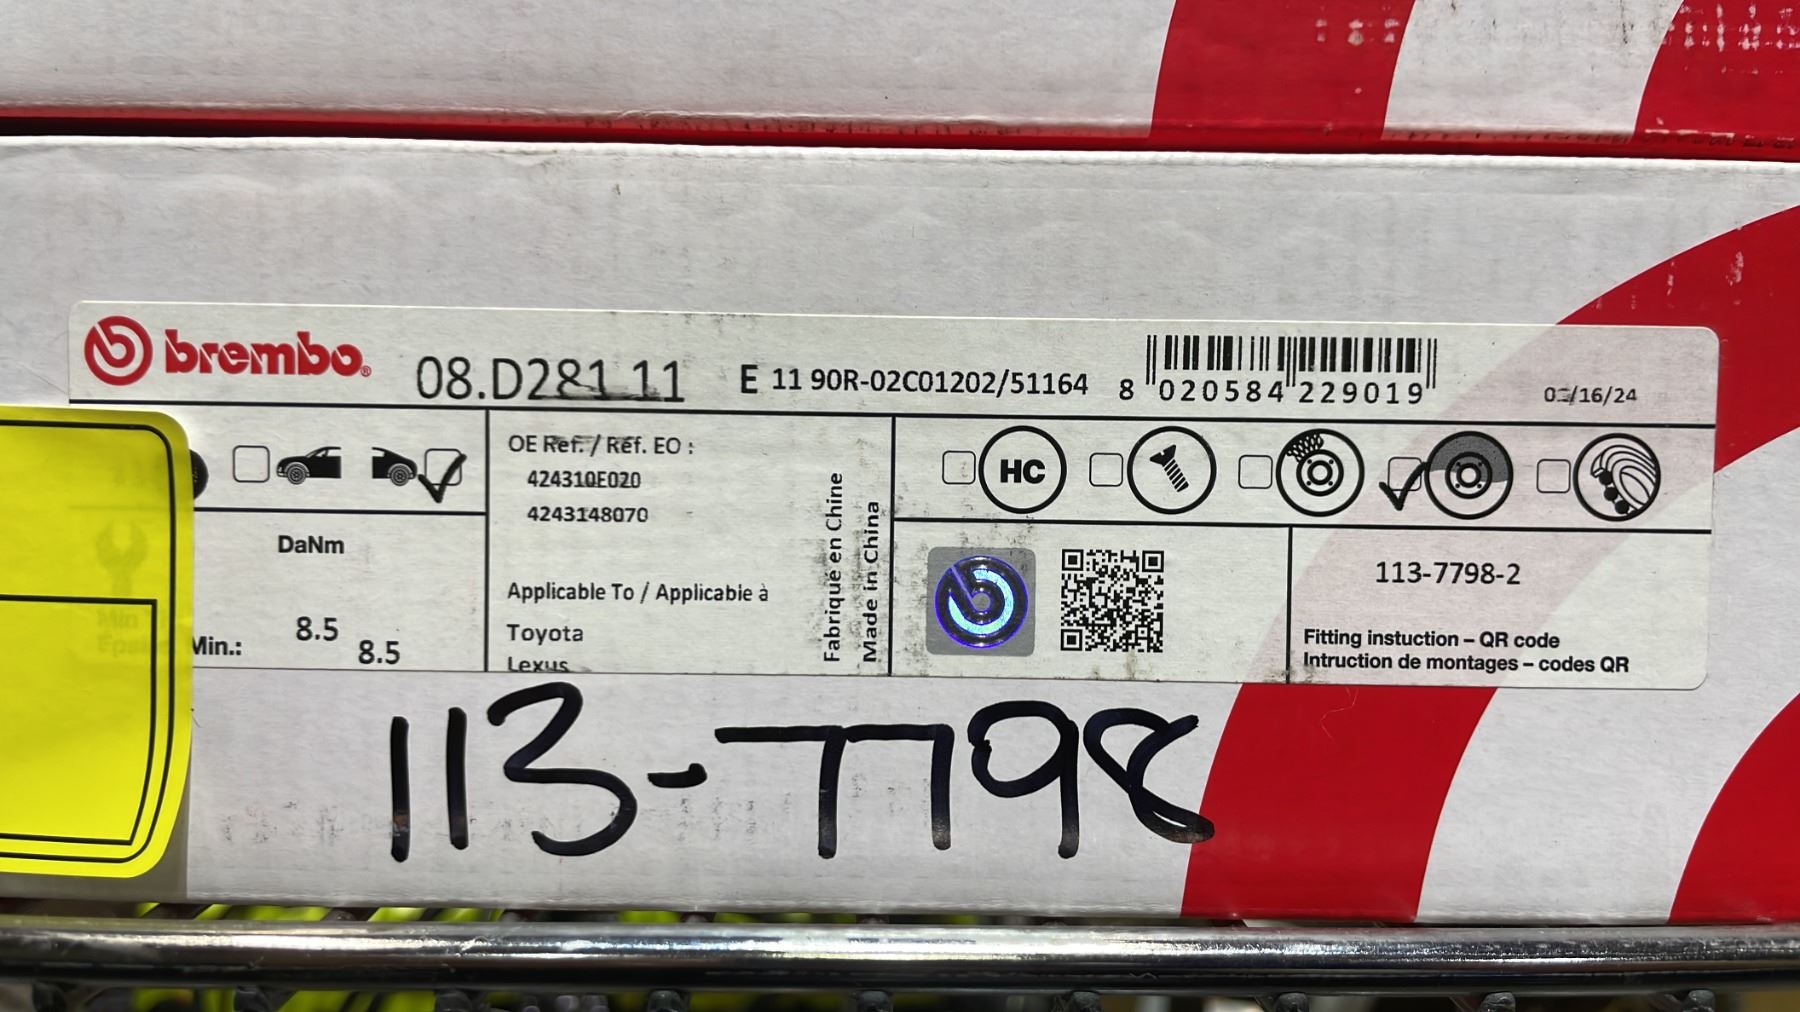 brembo®
08.D281 11
E 11 90R-02C01202/51164
8 020584 229019
/16/24
DaNm
Min.:
8.5
8.5
OE Ref. / Réf. EO :
424310E020
4243148070
Applicable To / Applicable à
Toyota
Lexus
Fabriqué en Chine
Made in China
HC
113-7798-2
Fitting instuction – QR code
Intruction de montages – codes QR
113-7798